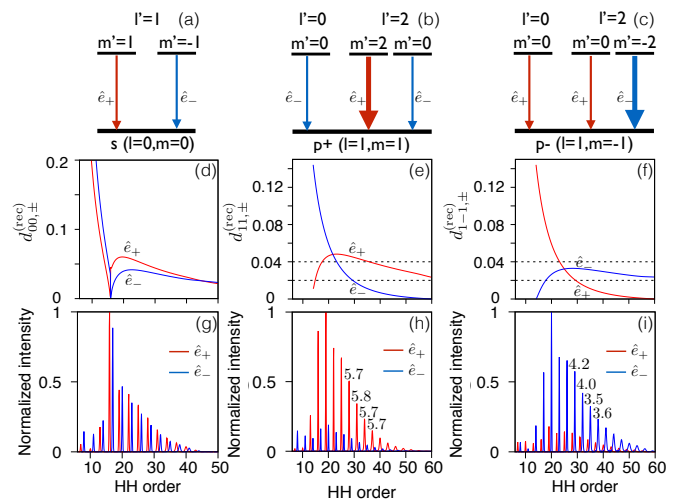 (a) l'=1
m'=1 m'=-1
ê+ ê−
s (l=0,m=0)
(b) l'=0 l'=2
m'=0 m'=2 m'=0
ê− ê+ ê−
p+ (l=1,m=1)
(c) l'=0 l'=2
m'=0 m'=0 m'=-2
ê+ ê+ ê−
p- (l=1,m=-1)
(d)
0.2
0.1
0
d(rec)00,±
ê+
ê−
(e)
0.12
0.08
0.04
0
d(rec)11,±
ê+
ê−
(f)
0.12
0.08
0.04
0
d(rec)1−1,±
ê−
ê+
(g)
Normalized intensity
1
0.5
0
ê+
ê−
10 20 30 40 50
HH order
(h)
Normalized intensity
1
0.5
0
ê+
ê−
5.7
5.8
5.7
5.7
10 20 30 40 50 60
HH order
(i)
Normalized intensity
1
0.5
0
ê+
ê−
4.2
4.0
3.5
3.6
10 20 30 40 50 60
HH order